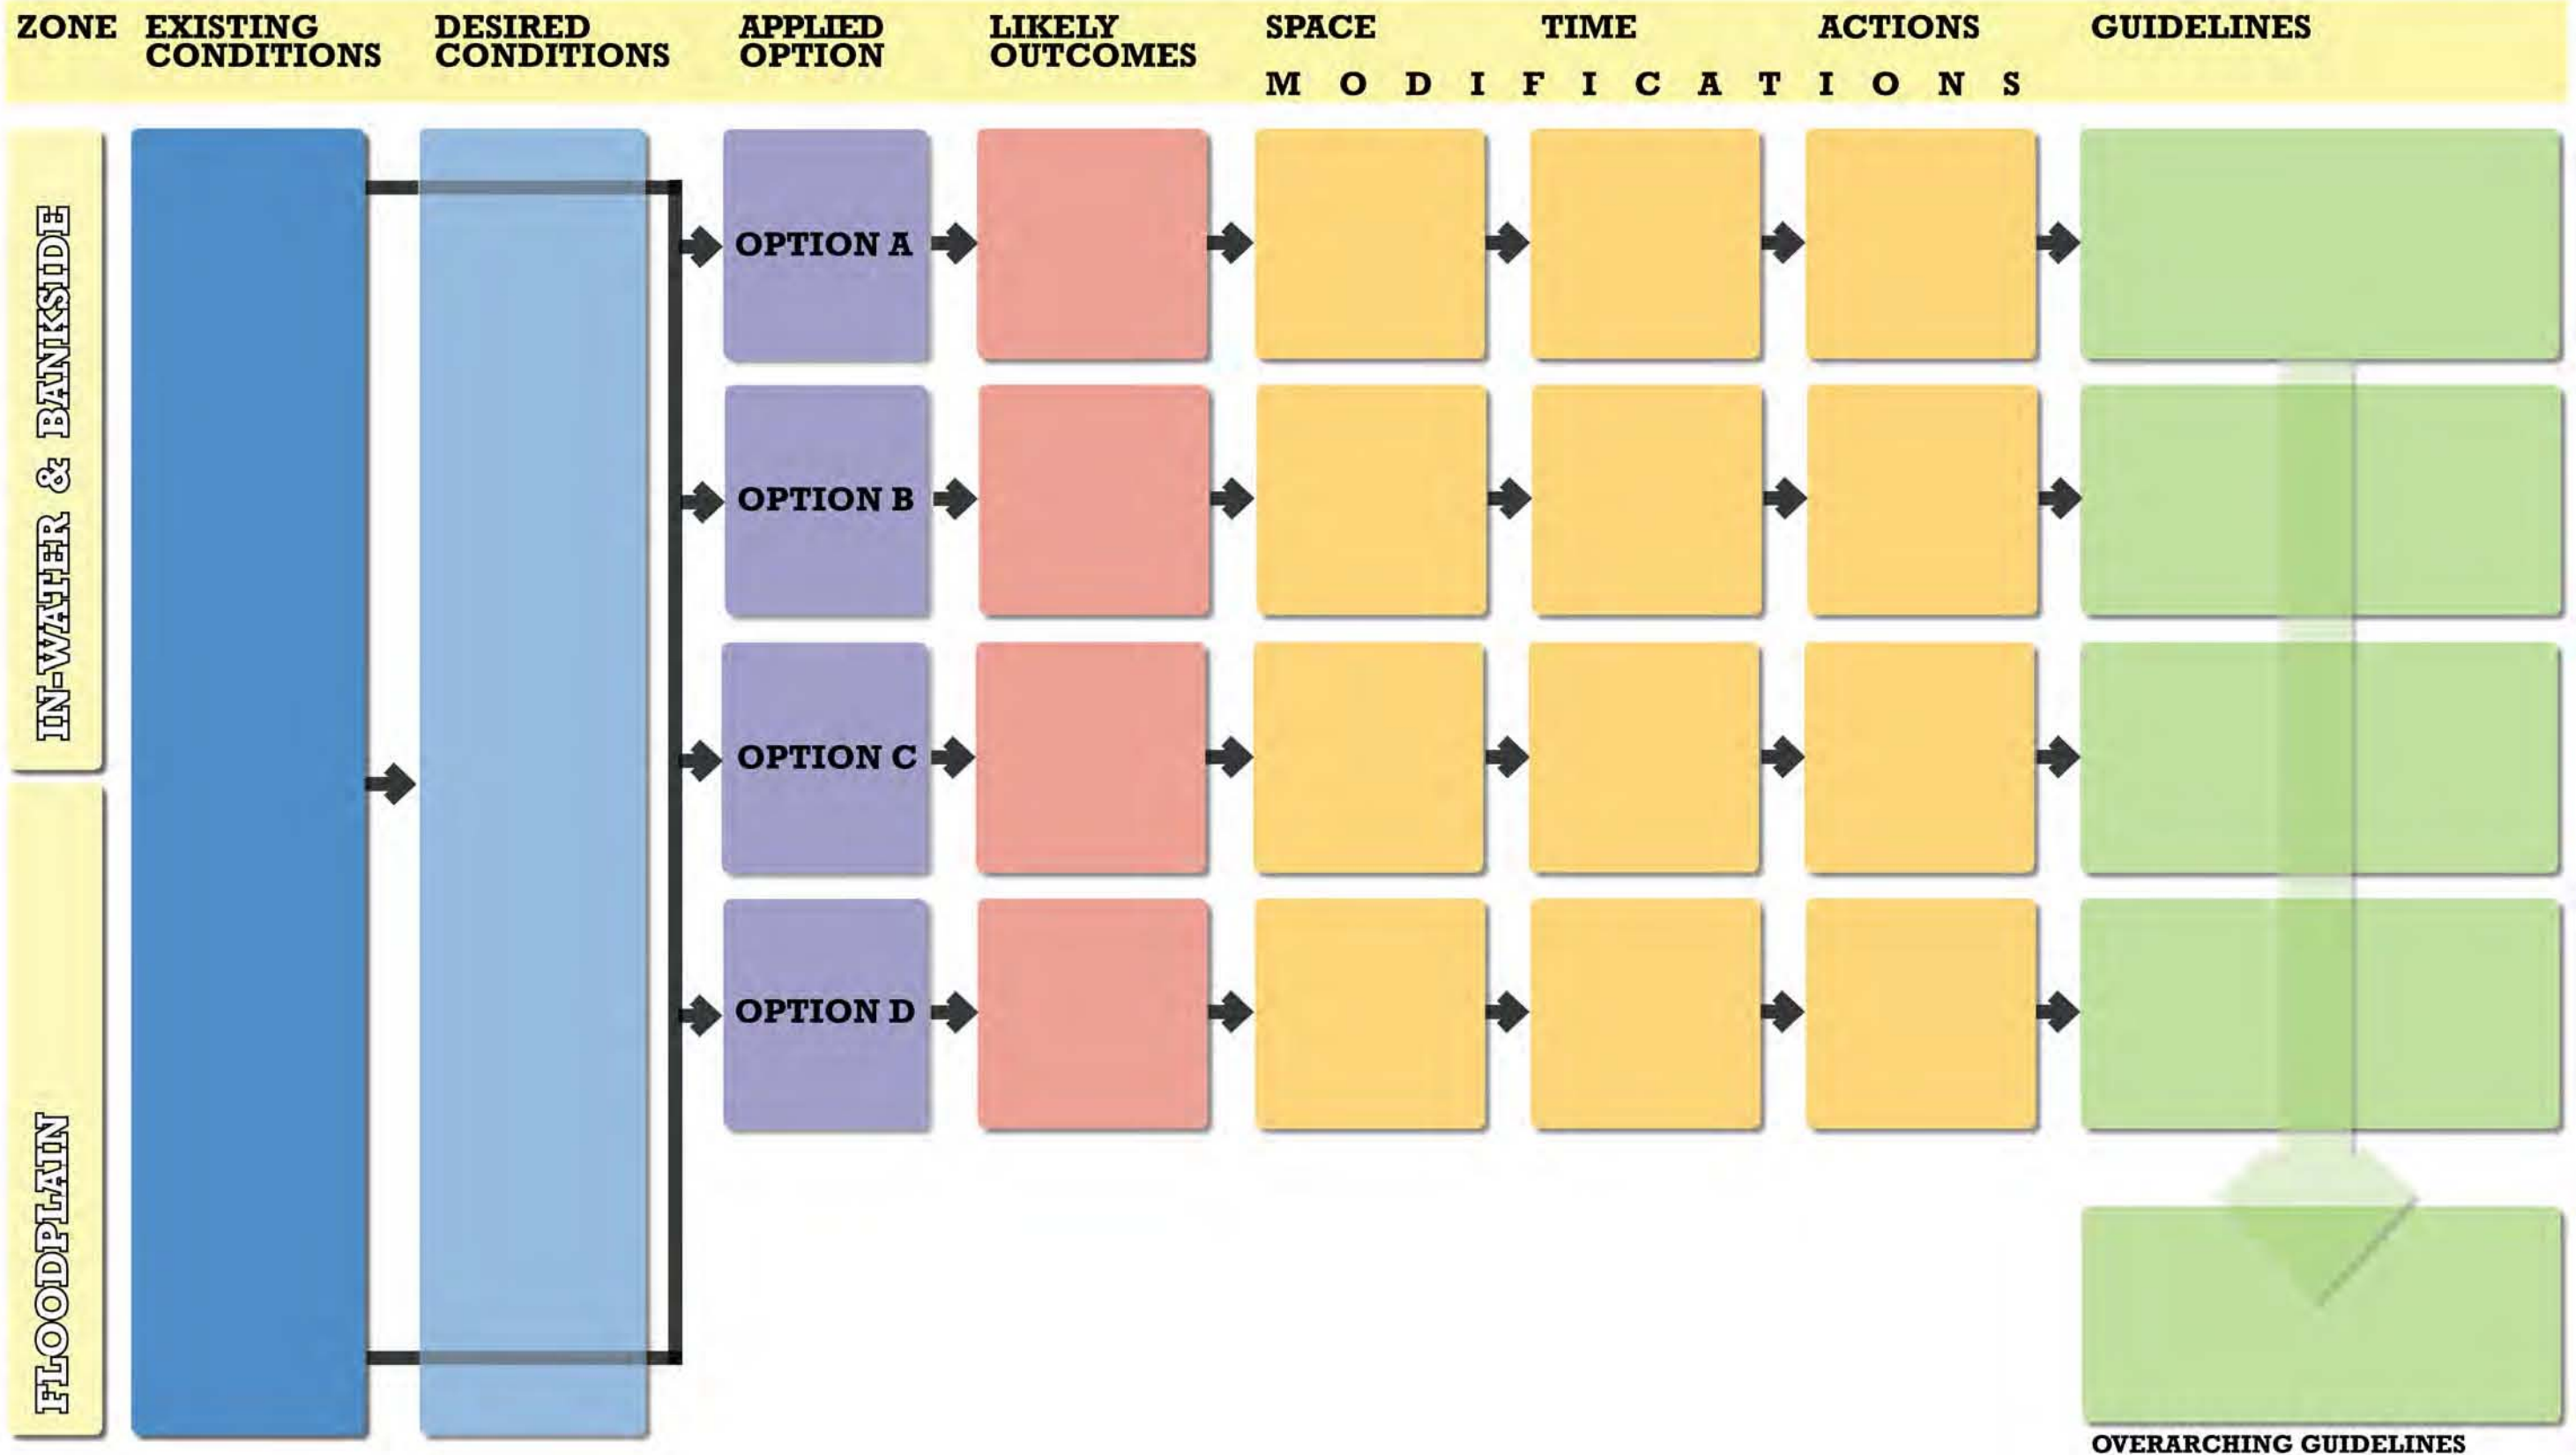 ZONE
EXISTING
CONDITIONS
DESIRED
CONDITIONS
APPLIED
OPTION
LIKELY
OUTCOMES
SPACE
TIME
ACTIONS
MODIFICATIONS
GUIDELINES
IN-WATER & BANKSIDE
FLOODPLAIN
OPTION A
OPTION B
OPTION C
OPTION D
OVERARCHING GUIDELINES